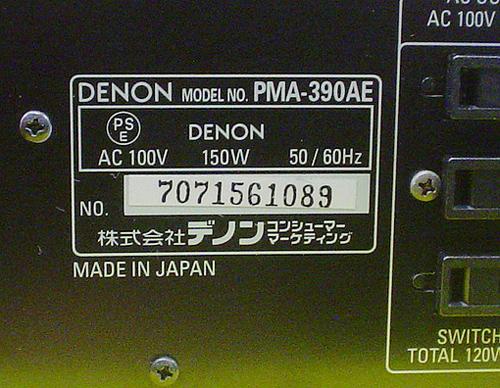 AC 100V
DENON MODEL NO. PMA-390AE
PSE DENON
AC 100V 150W 50/60Hz
NO. 7071561089
株式会社デノン コンシューマー
マーケティング
MADE IN JAPAN
SWITCH
TOTAL 120W